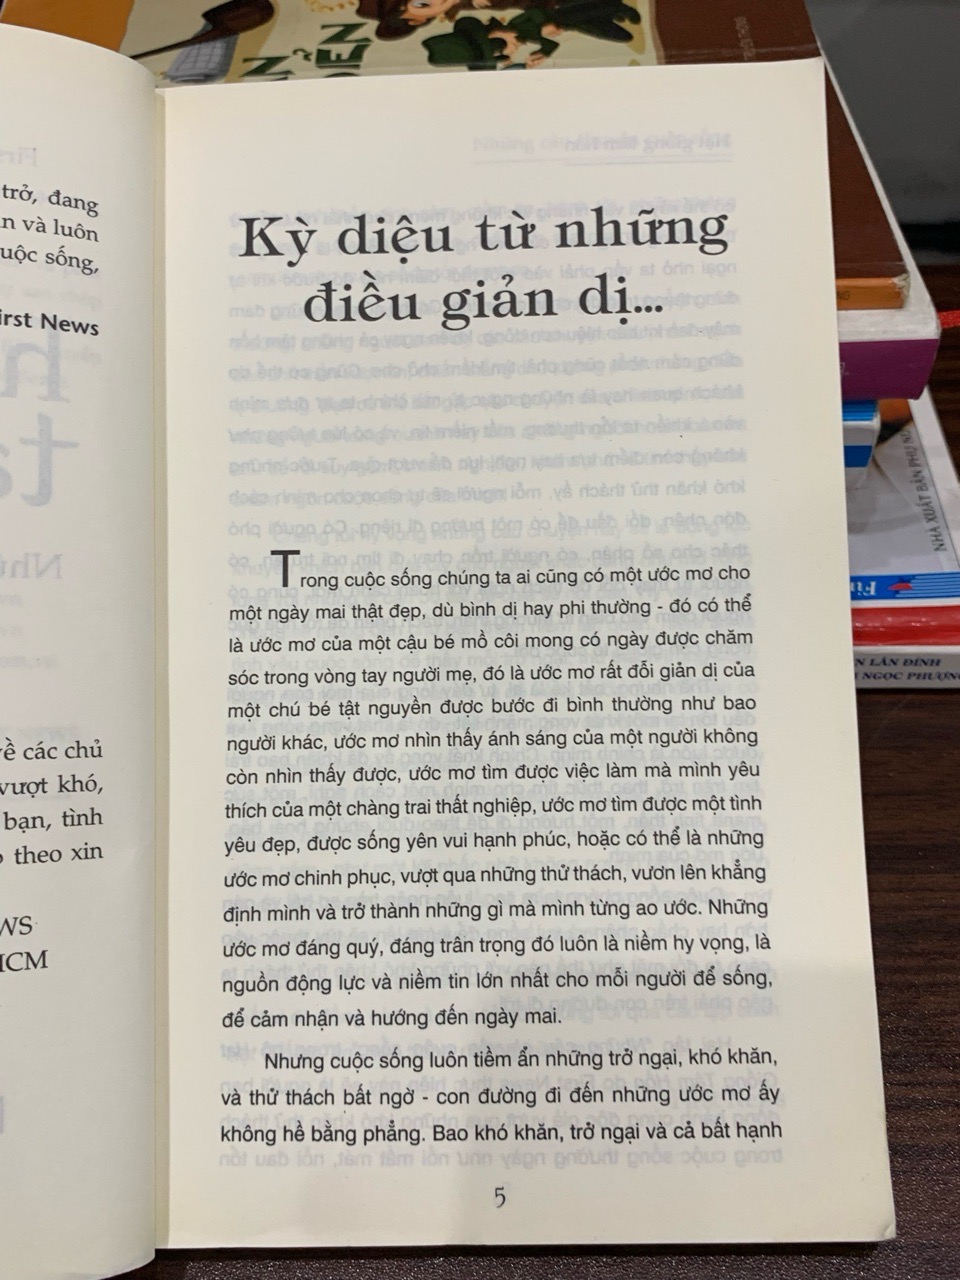 ỂN
trở, đang
n và luôn
uộc sống,
irst News
về các chủ
vượt khó,
bạn, tình
theo xin
WS
HCM
Kỳ diệu từ những
điều giản dị...
Trong cuộc sống chúng ta ai cũng có một ước mơ cho
một ngày mai thật đẹp, dù bình dị hay phi thường - đó có thể
là ước mơ của một cậu bé mồ côi mong có ngày được chăm
sóc trong vòng tay người mẹ, đó là ước mơ rất đỗi giản dị của
một chú bé tật nguyền được bước đi bình thường như bao
người khác, ước mơ nhìn thấy ánh sáng của một người không
còn nhìn thấy được, ước mơ tìm được việc làm mà mình yêu
thích của một chàng trai thất nghiệp, ước mơ tìm được một tình
yêu đẹp, được sống yên vui hạnh phúc, hoặc có thể là những
ước mơ chinh phục, vượt qua những thử thách, vươn lên khẳng
định mình và trở thành những gì mà mình từng ao ước. Những
ước mơ đáng quý, đáng trân trọng đó luôn là niềm hy vọng, là
nguồn động lực và niềm tin lớn nhất cho mỗi người để sống,
để cảm nhận và hướng đến ngày mai.
Nhưng cuộc sống luôn tiềm ẩn những trở ngại, khó khăn,
và thử thách bất ngờ - con đường đi đến những ước mơ ấy
không hề bằng phẳng. Bao khó khăn, trở ngại và cả bất hạnh
5
NHÀ XUẤT BẢN PHỤ NỮ
N LÂN ĐÍNH
NGỌC PHƯỢNG